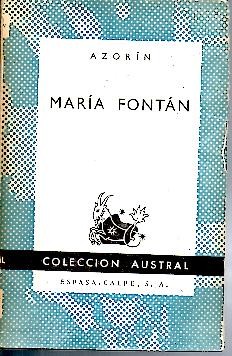 AZORÍN
MARÍA FONTÁN
COLECCION AUSTRAL
ESPASA-CALPE, S. A.